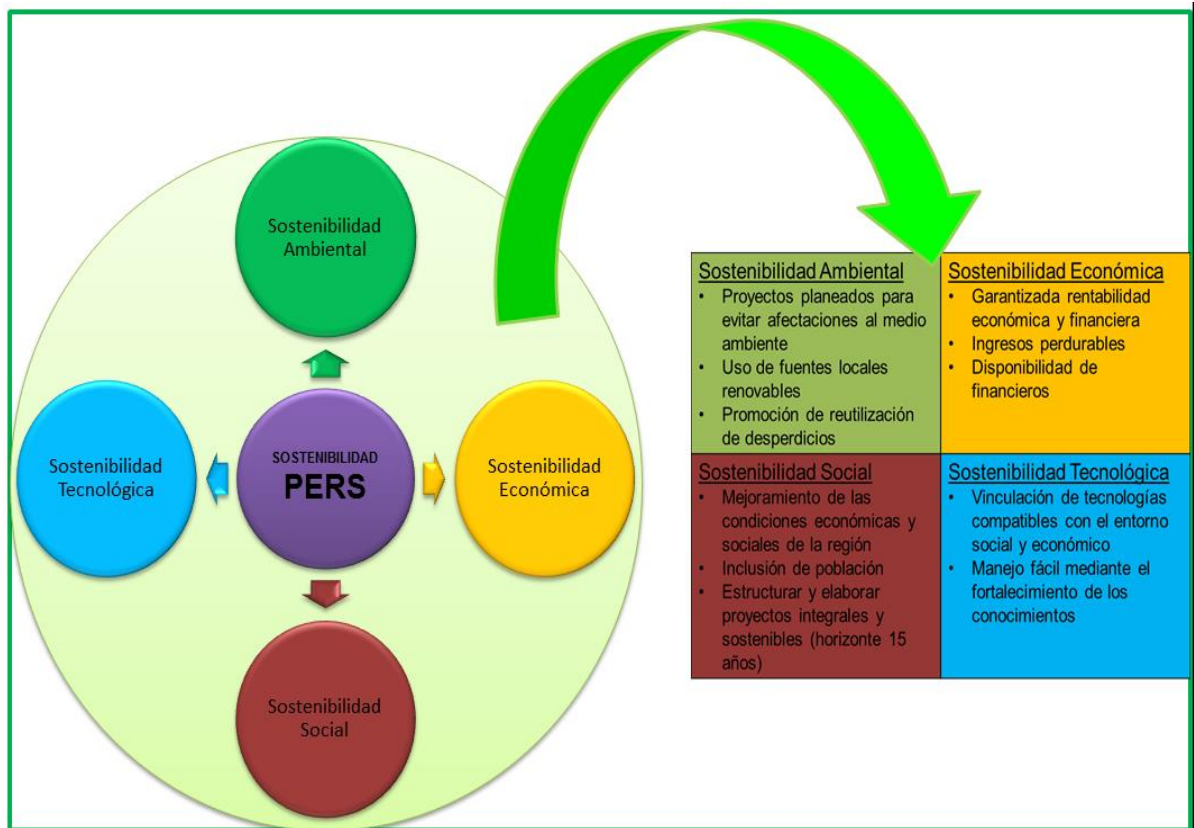 Sostenibilidad
Ambiental
Sostenibilidad
Tecnológica
SOSTENIBILIDAD
PERS
Sostenibilidad
Económica
Sostenibilidad
Social
Sostenibilidad Ambiental
• Proyectos planeados para
evitar afectaciones al medio
ambiente
• Uso de fuentes locales
renovables
• Promoción de reutilización
de desperdicios
Sostenibilidad Económica
• Garantizada rentabilidad
económica y financiera
• Ingresos perdurables
• Disponibilidad de
financieros
Sostenibilidad Social
• Mejoramiento de las
condiciones económicas y
sociales de la región
• Inclusión de población
• Estructurar y elaborar
proyectos integrales y
sostenibles (horizonte 15
años)
Sostenibilidad Tecnológica
• Vinculación de tecnologías
compatibles con el entorno
social y económico
• Manejo fácil mediante el
fortalecimiento de los
conocimientos